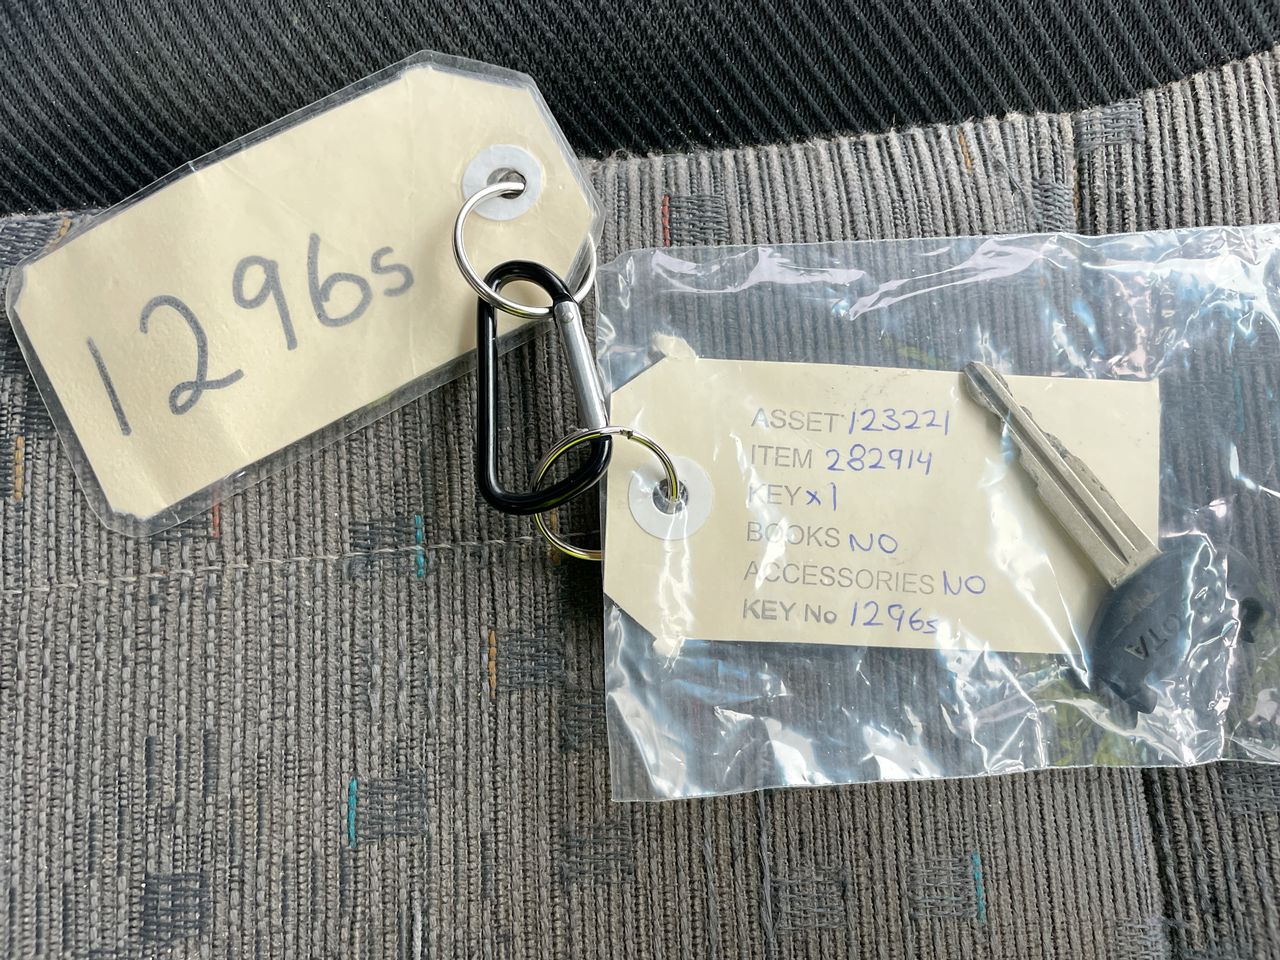 1296s
ASSET 123221
ITEM 282914
KEY x 1
BOOKS NO
ACCESSORIES NO
KEY No 1296s